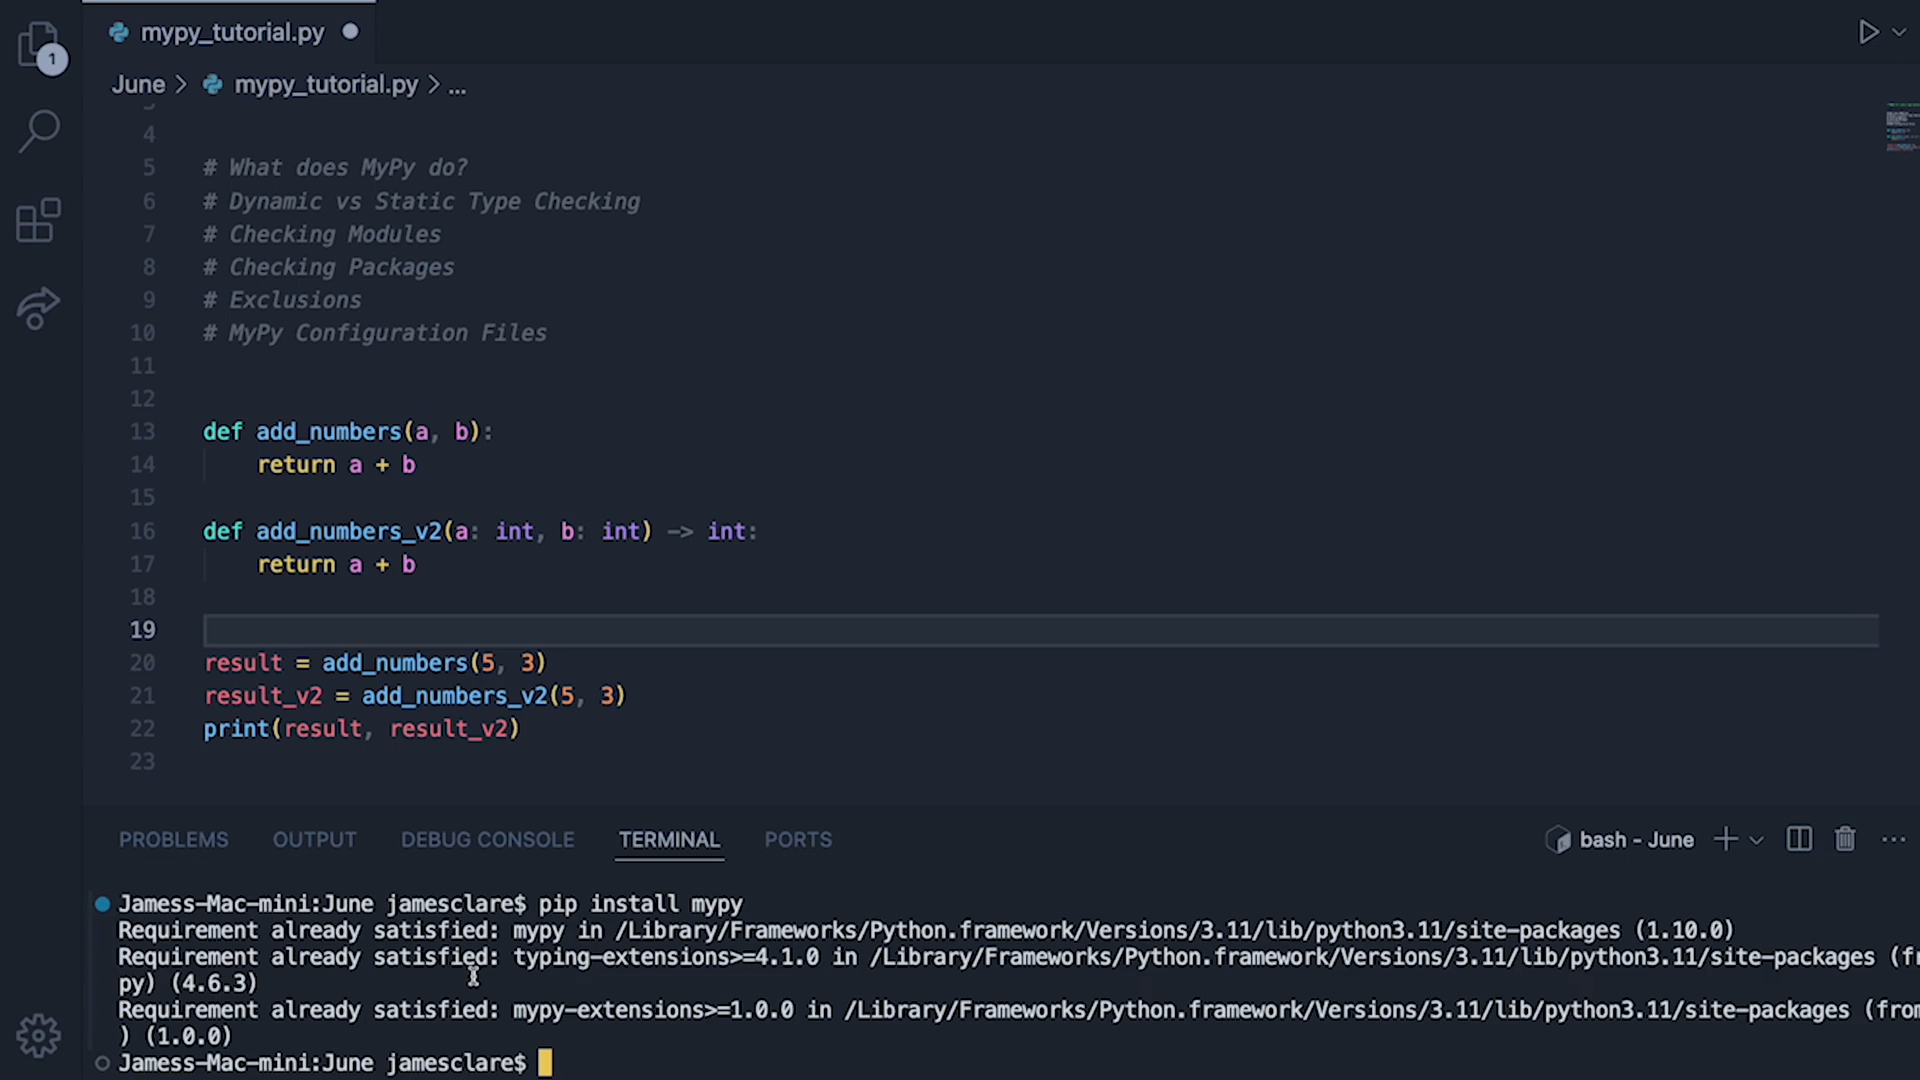 mypy_tutorial.py
1
June > mypy_tutorial.py > ...
4
5 # What does MyPy do?
6 # Dynamic vs Static Type Checking
7 # Checking Modules
8 # Checking Packages
9 # Exclusions
10 # MyPy Configuration Files
11
12
13 def add_numbers(a, b):
14 return a + b
15
16 def add_numbers_v2(a: int, b: int) -> int:
17 return a + b
18
19
20 result = add_numbers(5, 3)
21 result_v2 = add_numbers_v2(5, 3)
22 print(result, result_v2)
23
PROBLEMS OUTPUT DEBUG CONSOLE TERMINAL PORTS bash - June
Jamess-Mac-mini:June jamesclare$ pip install mypy
Requirement already satisfied: mypy in /Library/Frameworks/Python.framework/Versions/3.11/lib/python3.11/site-packages (1.10.0)
Requirement already satisfied: typing-extensions>=4.1.0 in /Library/Frameworks/Python.framework/Versions/3.11/lib/python3.11/site-packages (fr
py) (4.6.3)
Requirement already satisfied: mypy-extensions>=1.0.0 in /Library/Frameworks/Python.framework/Versions/3.11/lib/python3.11/site-packages (from
) (1.0.0)
Jamess-Mac-mini:June jamesclare$